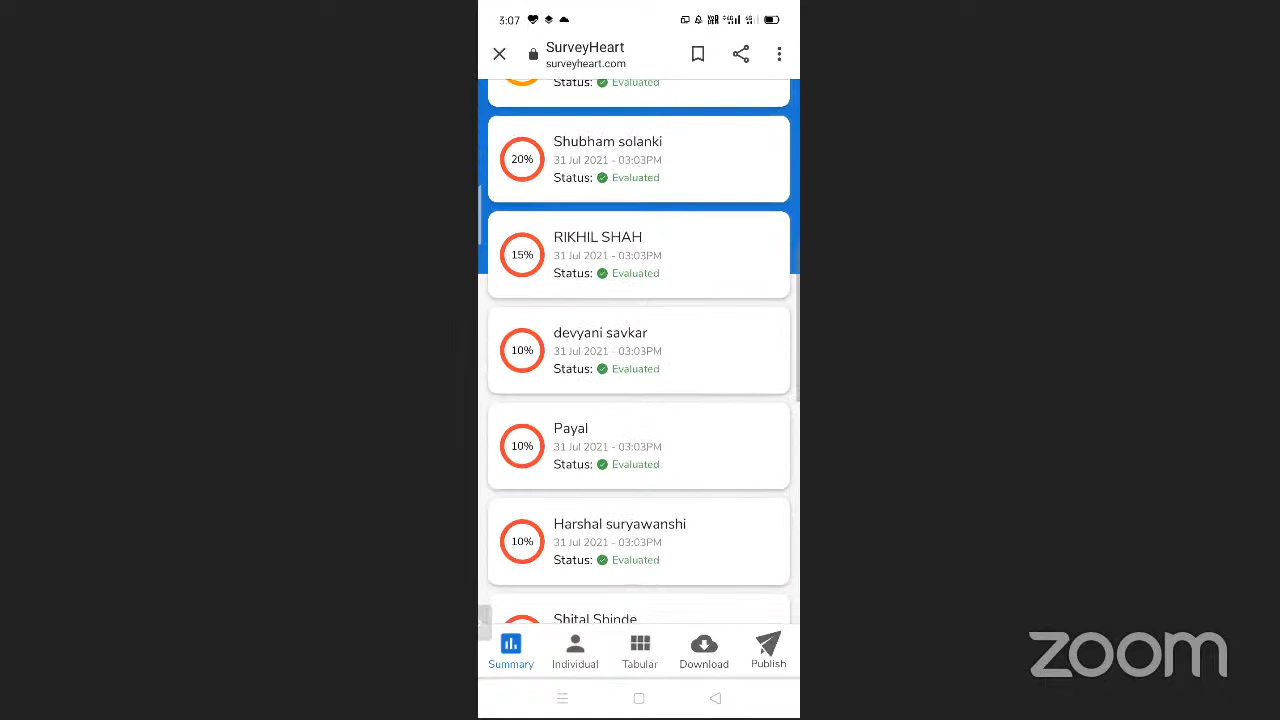 3:07
SurveyHeart
surveyheart.com
Status: Evaluated
20%
Shubham solanki
31 Jul 2021 - 03:03PM
Status: Evaluated
15%
RIKHIL SHAH
31 Jul 2021 - 03:03PM
Status: Evaluated
10%
devyani savkar
31 Jul 2021 - 03:03PM
Status: Evaluated
10%
Payal
31 Jul 2021 - 03:03PM
Status: Evaluated
10%
Harshal suryawanshi
31 Jul 2021 - 03:03PM
Status: Evaluated
Shital Shinde
Summary Individual Tabular Download Publish
zoom